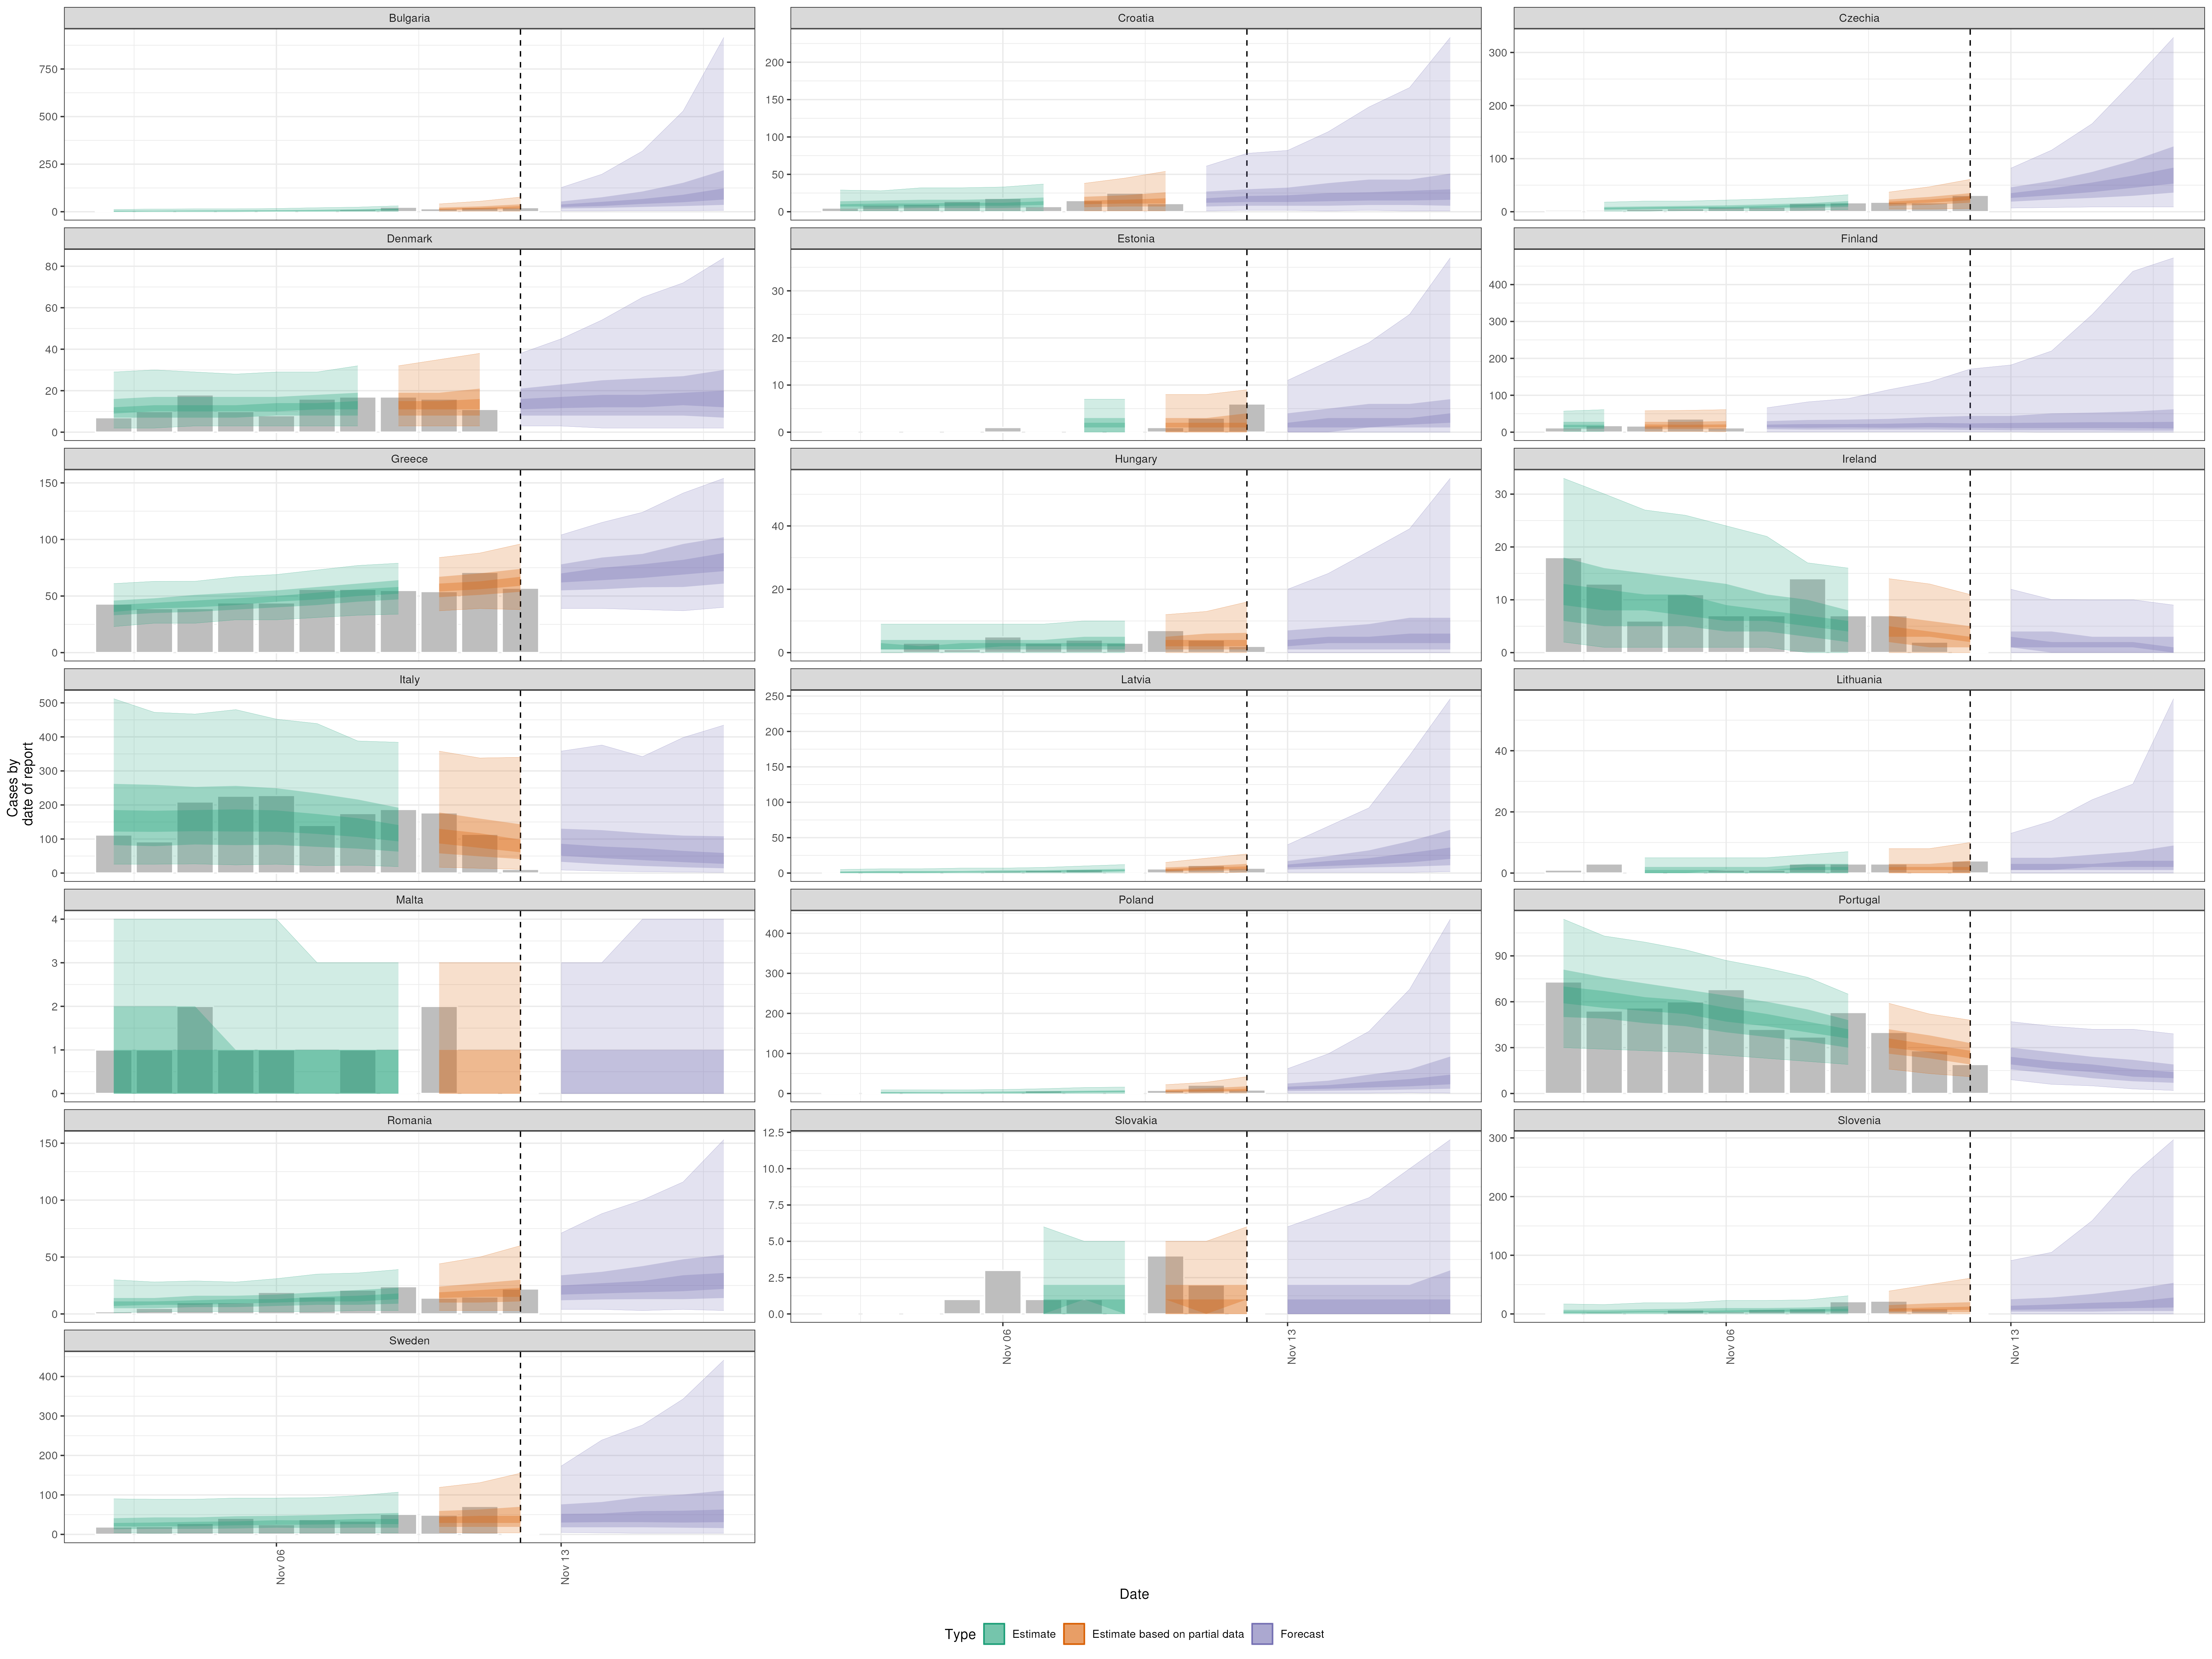 Bulgaria
Croatia
Czechia
750
500
250
0
200
150
100
50
0
300
200
100
0
Denmark
Estonia
Finland
80
60
40
20
0
30
20
10
0
400
300
200
100
0
Greece
Hungary
Ireland
150
100
50
0
40
20
0
30
20
10
0
Italy
Latvia
Lithuania
500
400
300
200
100
0
250
200
150
100
50
0
40
20
0
Cases by
date of report
Malta
Poland
Portugal
4
3
2
1
0
400
300
200
100
0
90
60
30
0
Romania
Slovakia
Slovenia
150
100
50
0
12.5
10.0
7.5
5.0
2.5
0.0
300
200
100
0
Nov 06
Nov 13
Nov 06
Nov 13
Sweden
400
300
200
100
0
Nov 06
Nov 13
Date
Type Estimate Estimate based on partial data Forecast